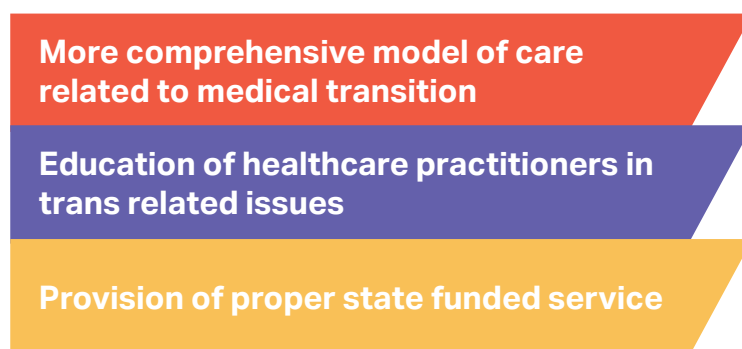 More comprehensive model of care
related to medical transition
Education of healthcare practitioners in
trans related issues
Provision of proper state funded service